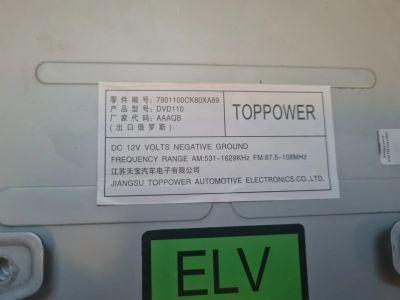 零件编号: 7901100CK80XA89
产品型号: DVD110
厂家代码: AAAQB
(出口俄罗斯)
TOPPOWER
DC 12V VOLTS NEGATIVE GROUND
FREQUENCY RANGE AM:531-1629KHz FM:87.5-108MHz
江苏天宝汽车电子有限公司
JIANGSU TOPPOWER AUTOMOTIVE ELECTRONICS.CO.,LTD.
ELV